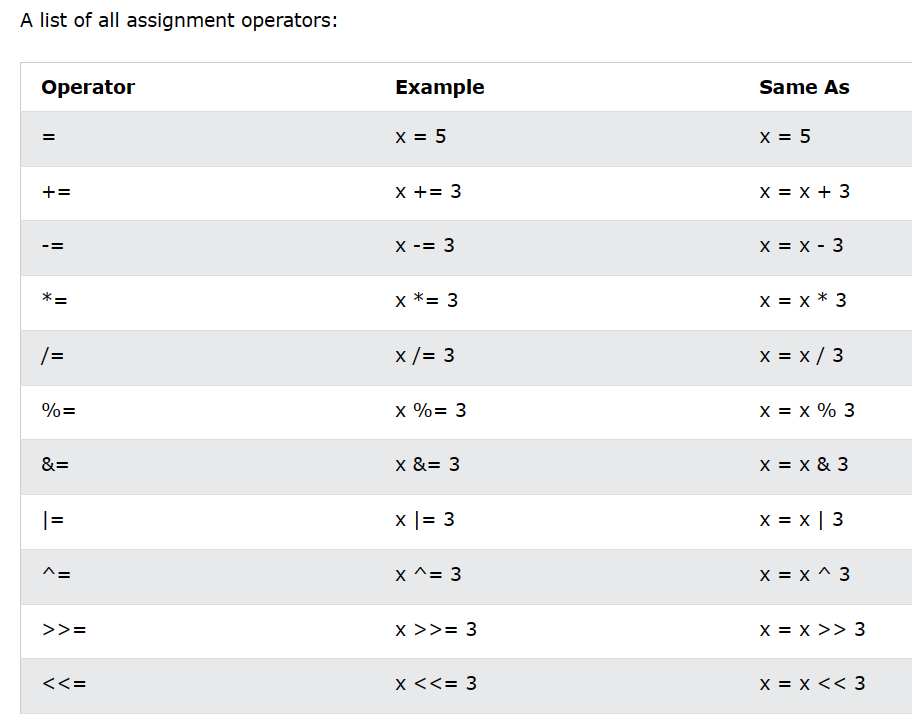 A list of all assignment operators:
Operator Example Same As
= x = 5 x = 5
+= x += 3 x = x + 3
-= x -= 3 x = x - 3
*= x *= 3 x = x * 3
/= x /= 3 x = x / 3
%= x %= 3 x = x % 3
&= x &= 3 x = x & 3
|= x |= 3 x = x | 3
^= x ^= 3 x = x ^ 3
>>= x >>= 3 x = x >> 3
<<= x <<= 3 x = x << 3